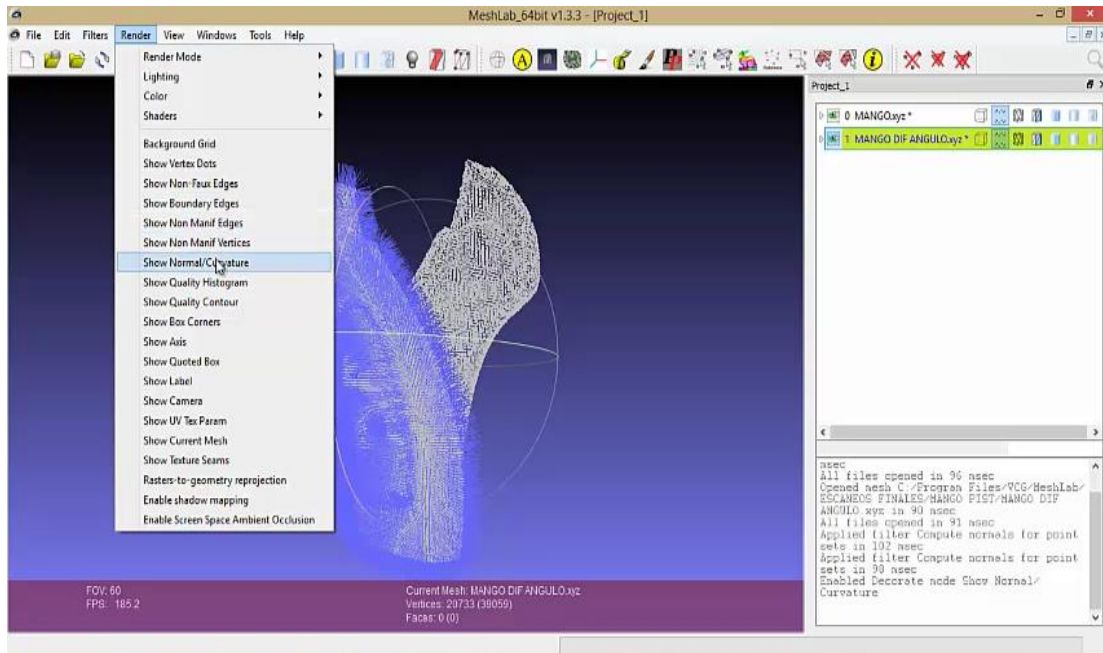 MeshLab_64bit v1.3.3 - [Project_1]
File Edit Filters Render View Windows Tools Help
Render Mode
Lighting
Color
Shaders
Background Grid
Show Vertex Dots
Show Non-Faux Edges
Show Boundary Edges
Show Non Manif Edges
Show Non Manif Vertices
Show Normal/Curvature
Show Quality Histogram
Show Quality Contour
Show Box Corners
Show Axis
Show Quoted Box
Show Label
Show Camera
Show UV Tex Param
Show Current Mesh
Show Texture Seams
Rasters-to-geometry reprojection
Enable shadow mapping
Enable Screen Space Ambient Occlusion
Project_1
0 MANGO.xyz *
1 MANGO DIF ANGULO.xyz *
msec
All files opened in 96 msec
Opened mesh C:/Program Files/VCG/MeshLab/
ESCANEOS FINALES/MANGO PIST/MANGO DIF
ANGULO.xyz in 90 msec
All files opened in 91 msec
Applied filter Compute normals for point
sets in 102 msec
Applied filter Compute normals for point
sets in 98 msec
Enabled Decorate mode Show Normal/
Curvature
FOV: 60
FPS: 185.2
Current Mesh: MANGO DIF ANGULO.xyz
Vertices: 20733 (39059)
Faces: 0 (0)